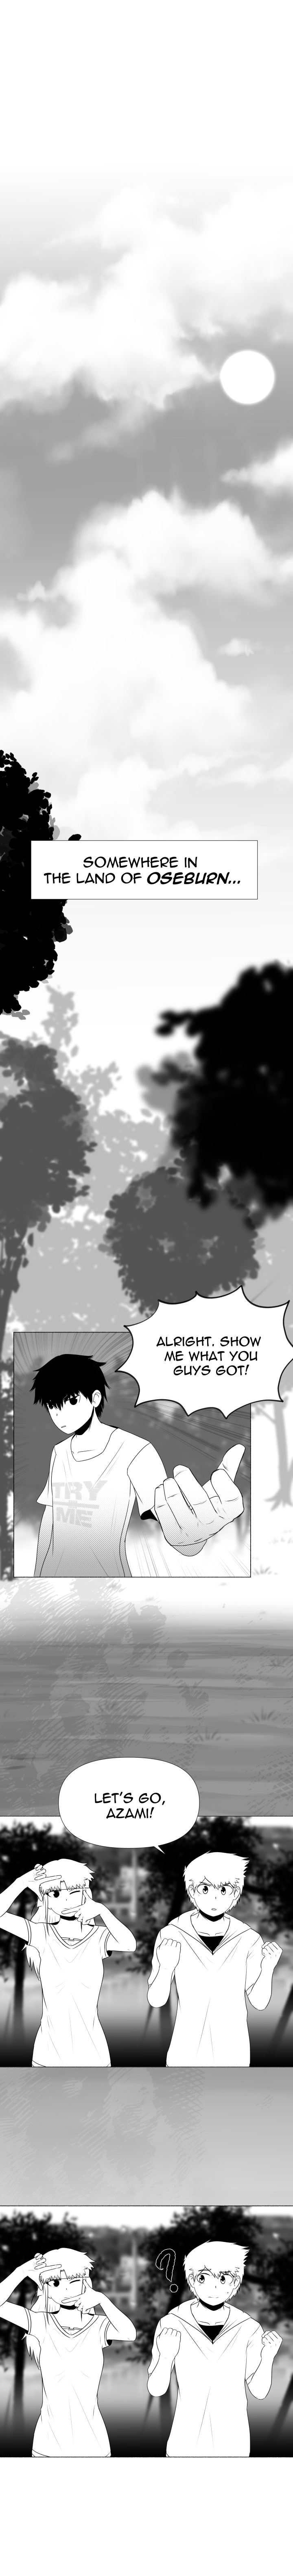 SOMEWHERE IN
THE LAND OF OSEBURN...
ALRIGHT. SHOW
ME WHAT YOU
GUYS GOT!
TRY
ME
LET'S GO,
AZAMI!
?